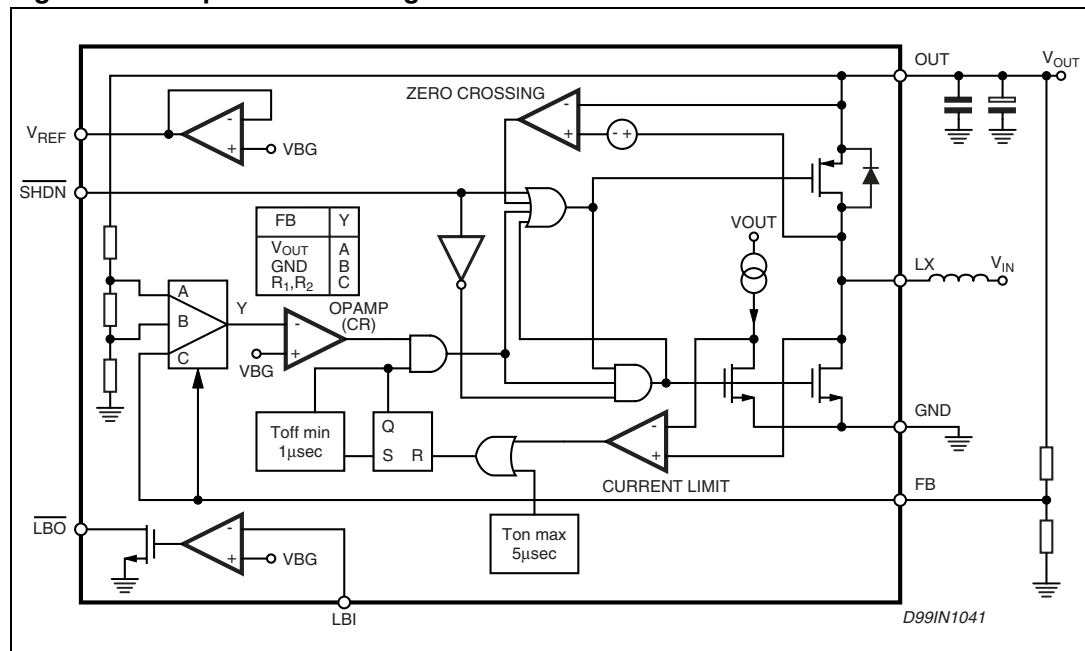 OUT
VOUT
ZERO CROSSING
-
+
- +
VREF
-
+
VBG
SHDN
FB Y
VOUT A
GND B
R1,R2 C
VOUT
LX
VIN
A
B
C
Y
OPAMP
(CR)
-
+
VBG
Toff min
1µsec
Q
S R
-
+
CURRENT LIMIT
GND
FB
Ton max
5µsec
LBO
-
+
VBG
LBI
D99IN1041